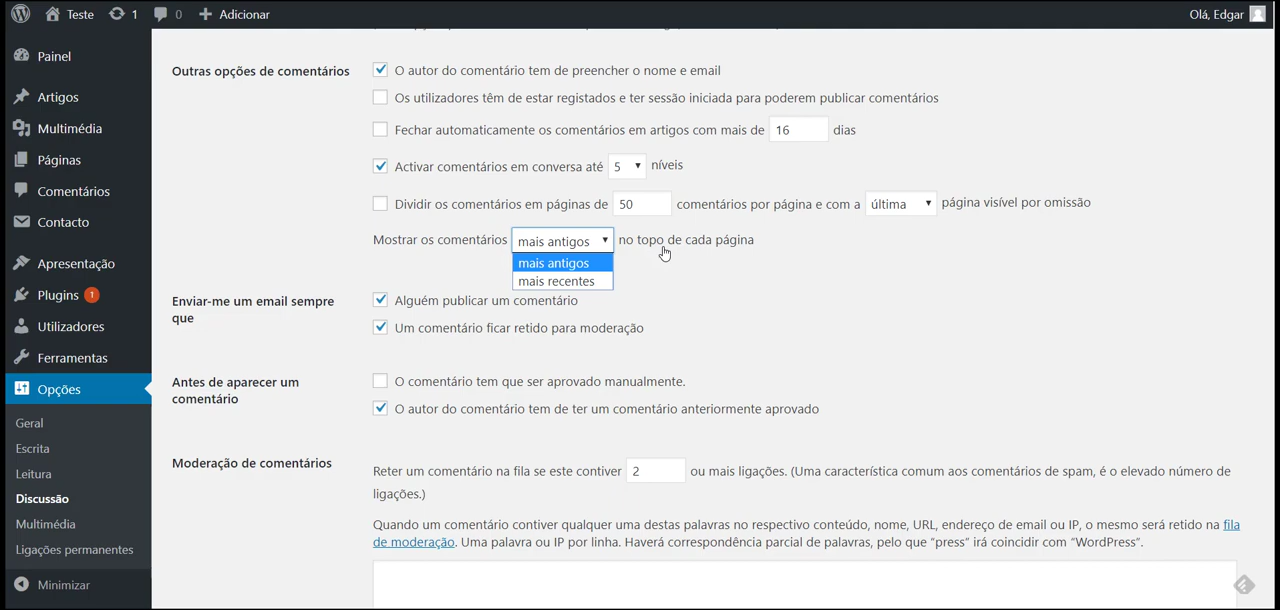 Teste 1 0 Adicionar Olá, Edgar
Painel
Artigos
Multimédia
Páginas
Comentários
Contacto
Apresentação
Plugins 1
Utilizadores
Ferramentas
Opções
Geral
Escrita
Leitura
Discussão
Multimédia
Ligações permanentes
Minimizar
Outras opções de comentários
O autor do comentário tem de preencher o nome e email
Os utilizadores têm de estar registados e ter sessão iniciada para poderem publicar comentários
Fechar automaticamente os comentários em artigos com mais de 16 dias
Activar comentários em conversa até 5 níveis
Dividir os comentários em páginas de 50 comentários por página e com a última página visível por omissão
Mostrar os comentários mais antigos no topo de cada página
mais antigos
mais recentes
Enviar-me um email sempre
que
Alguém publicar um comentário
Um comentário ficar retido para moderação
Antes de aparecer um
comentário
O comentário tem que ser aprovado manualmente.
O autor do comentário tem de ter um comentário anteriormente aprovado
Moderação de comentários
Reter um comentário na fila se este contiver 2 ou mais ligações. (Uma característica comum aos comentários de spam, é o elevado número de
ligações.)
Quando um comentário contiver qualquer uma destas palavras no respectivo conteúdo, nome, URL, endereço de email ou IP, o mesmo será retido na fila
de moderação. Uma palavra ou IP por linha. Haverá correspondência parcial de palavras, pelo que “press” irá coincidir com “WordPress”.